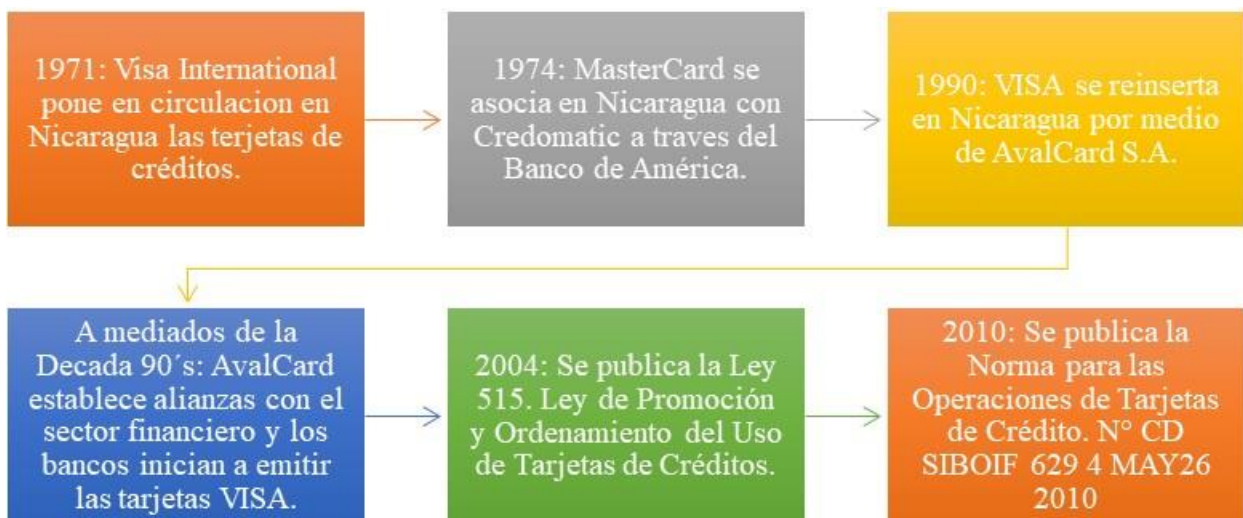 1971: Visa International
pone en circulacion en
Nicaragua las terjetas de
créditos.
1974: MasterCard se
asocia en Nicaragua con
Credomatic a traves del
Banco de América.
1990: VISA se reinserta
en Nicaragua por medio
de AvalCard S.A.
A mediados de la
Decada 90´s: AvalCard
establece alianzas con el
sector financiero y los
bancos inician a emitir
las tarjetas VISA.
2004: Se publica la Ley
515. Ley de Promoción
y Ordenamiento del Uso
de Tarjetas de Créditos.
2010: Se publica la
Norma para las
Operaciones de Tarjetas
de Crédito. N° CD
SIBOIF 629 4 MAY26
2010